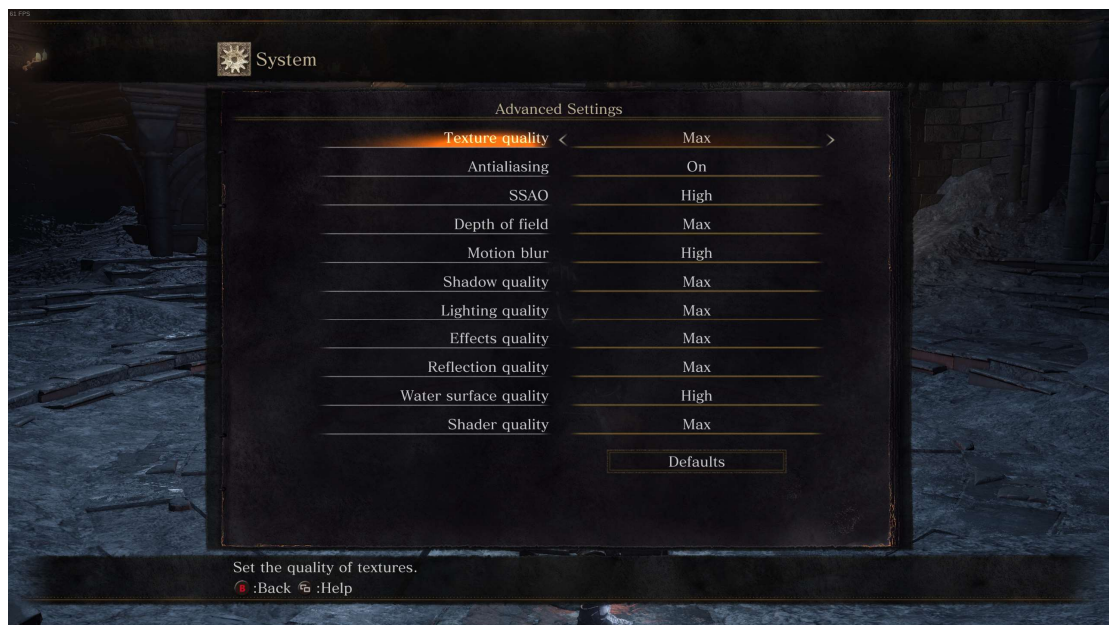 61 FPS
System
Advanced Settings
Texture quality < Max >
Antialiasing On
SSAO High
Depth of field Max
Motion blur High
Shadow quality Max
Lighting quality Max
Effects quality Max
Reflection quality Max
Water surface quality High
Shader quality Max
Defaults
Set the quality of textures.
B :Back :Help